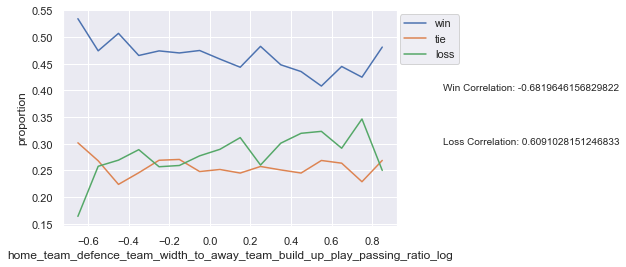 0.55
0.50
0.45
0.40
0.35
0.30
0.25
0.20
0.15
proportion
−0.6 −0.4 −0.2 0.0 0.2 0.4 0.6 0.8
home_team_defence_team_width_to_away_team_build_up_play_passing_ratio_log
win
tie
loss
Win Correlation: -0.6819646156829822
Loss Correlation: 0.6091028151246833